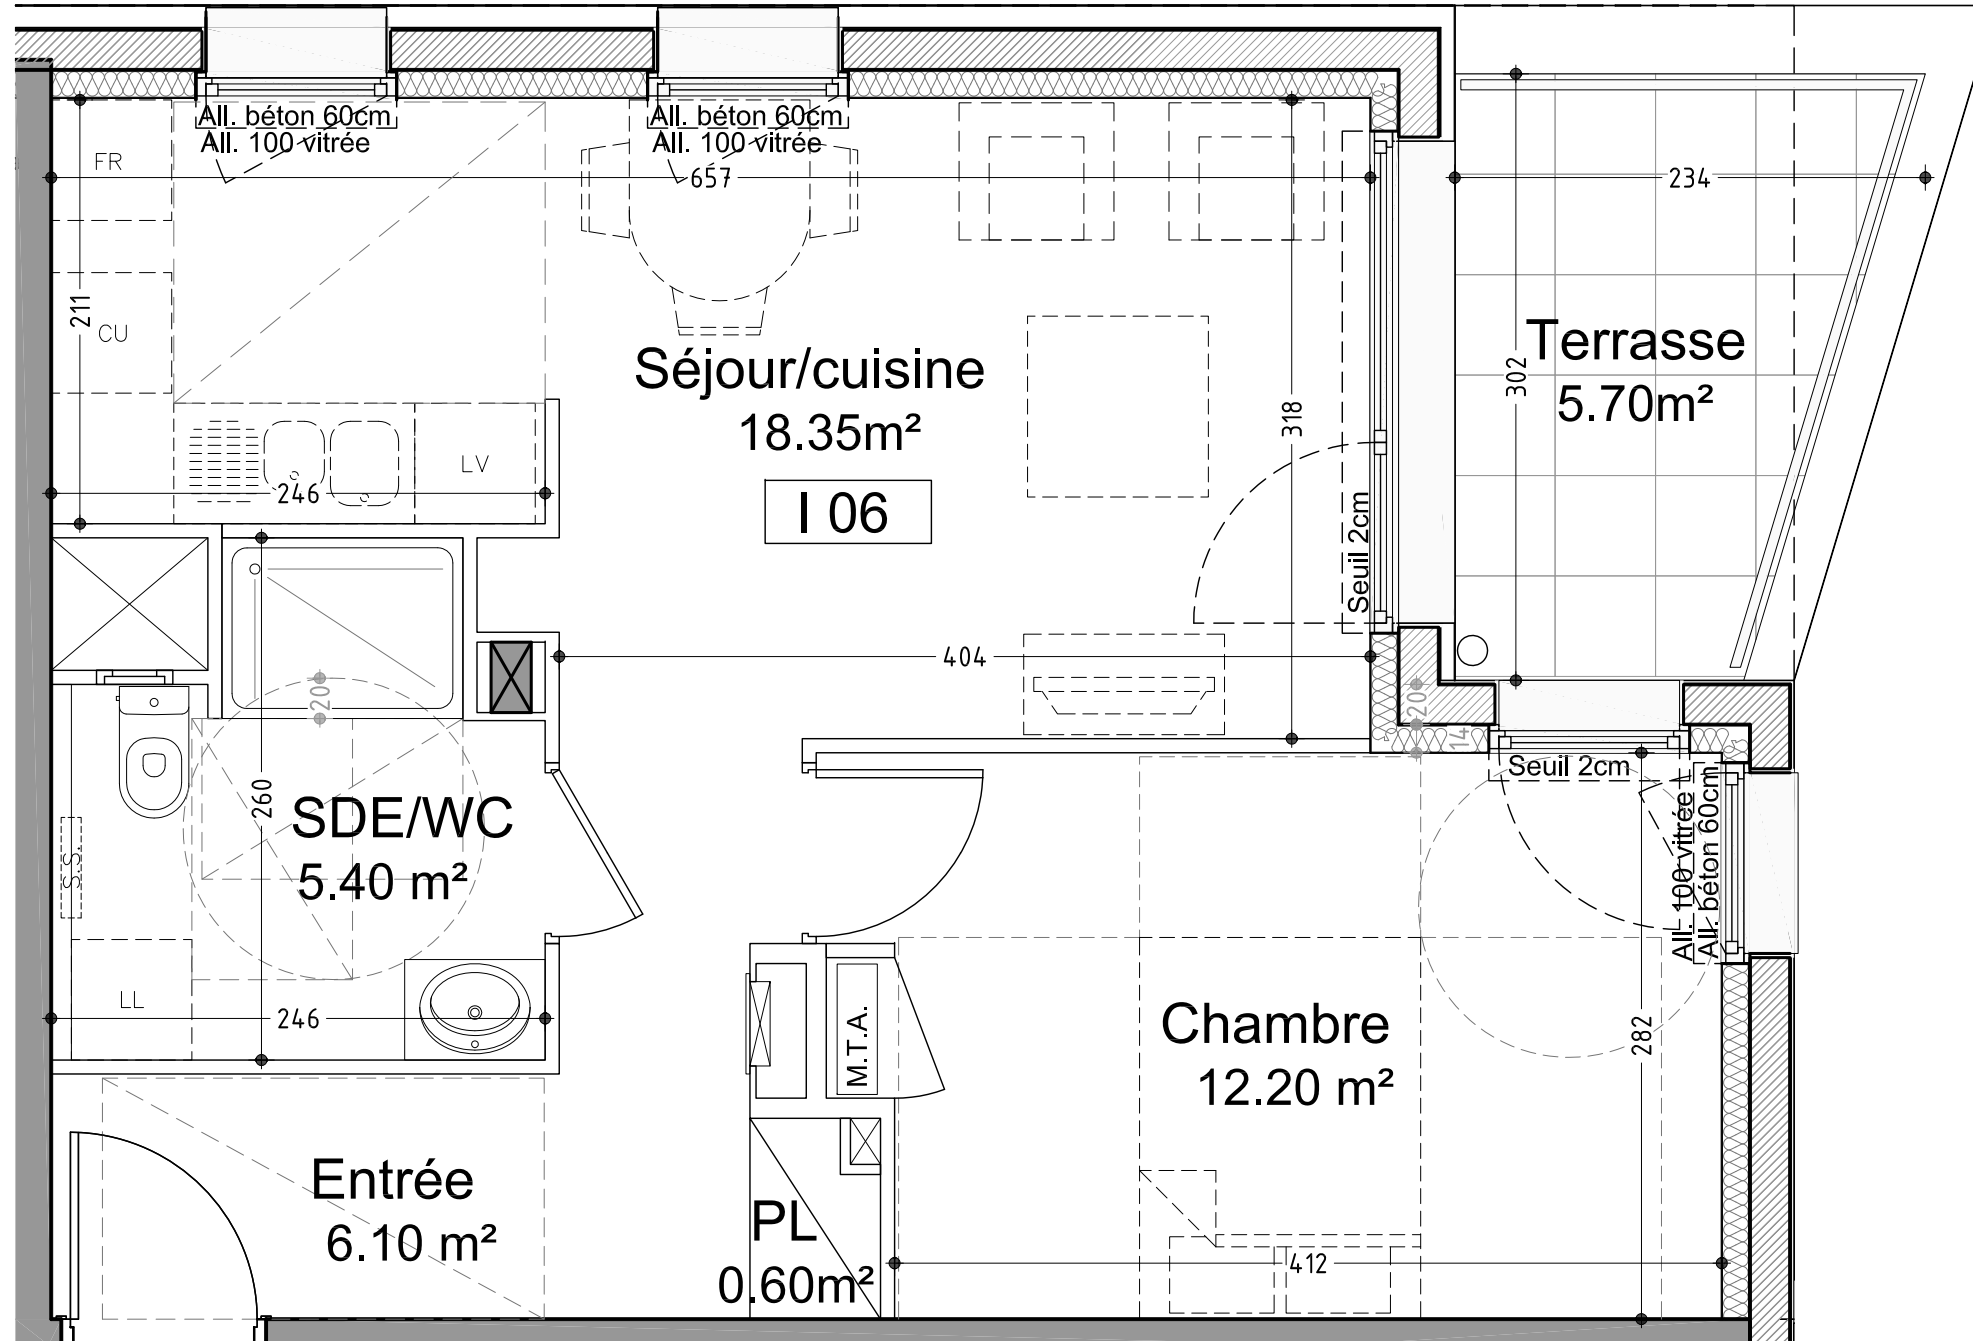 All. béton 60cm
All. 100 vitrée
All. béton 60cm
All. 100 vitrée
FR
657
234
211
CU
Séjour/cuisine
18.35m²
318
302
Terrasse
5.70m²
LV
246
I 06
Seuil 2cm
404
20
20
14
Seuil 2cm
260
SDE/WC
5.40 m²
S.S.
All. 100 vitrée
All. béton 60cm
LL
246
M.T.A.
Chambre
12.20 m²
282
Entrée
6.10 m²
PL
0.60m²
412